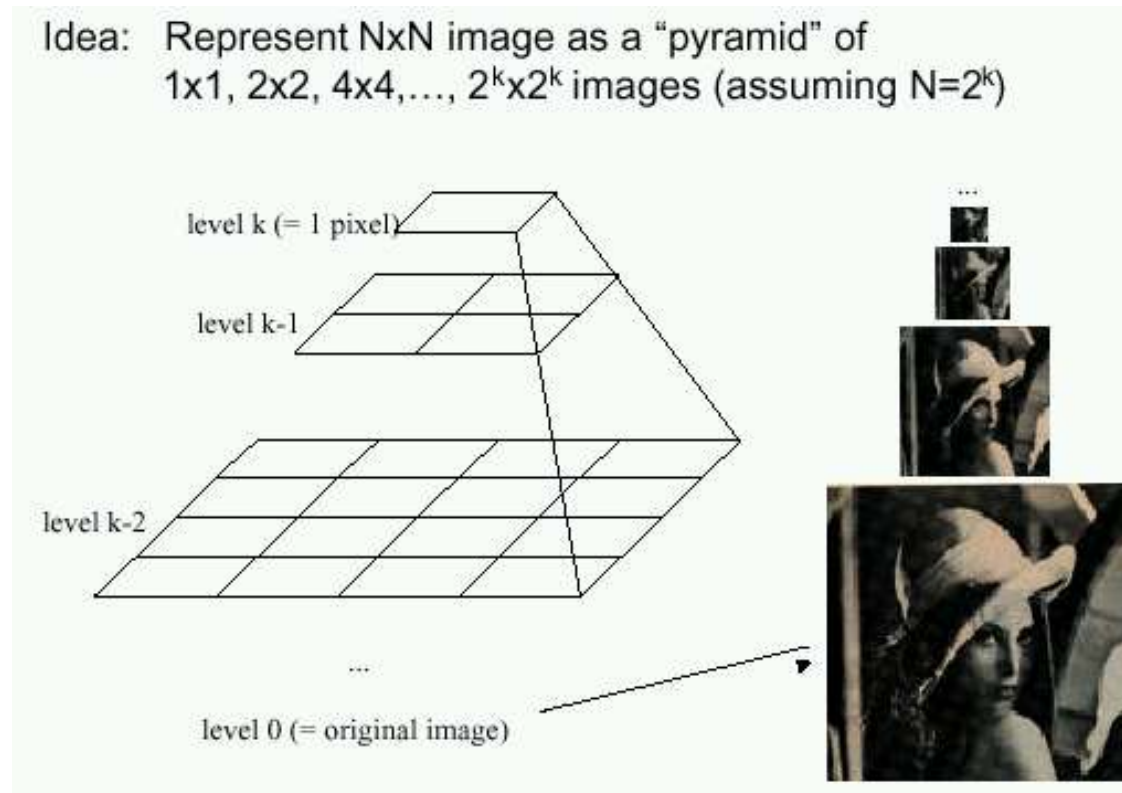 Idea: Represent NxN image as a “pyramid” of
1x1, 2x2, 4x4,…, 2ᵏx2ᵏ images (assuming N=2ᵏ)
...
level k (= 1 pixel)
level k-1
level k-2
...
level 0 (= original image)